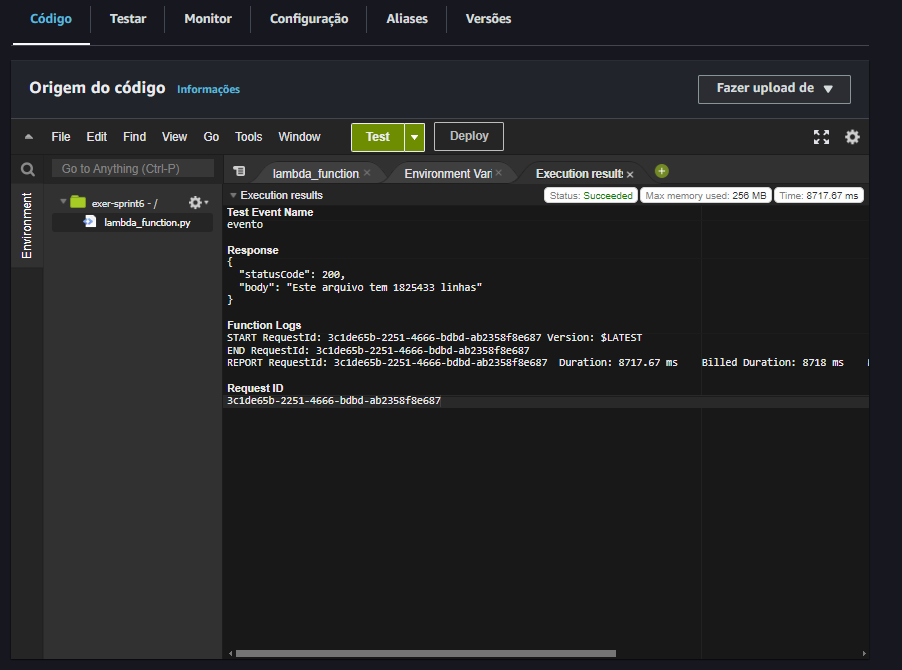 Código Testar Monitor Configuração Aliases Versões
Origem do código Informações Fazer upload de
File Edit Find View Go Tools Window Test Deploy
Go to Anything (Ctrl-P) lambda_function Environment Vari Execution results
Execution results Status: Succeeded Max memory used: 256 MB Time: 8717.67 ms
Environment
exer-sprint6 - /
lambda_function.py
Test Event Name
evento
Response
{
"statusCode": 200,
"body": "Este arquivo tem 1825433 linhas"
}
Function Logs
START RequestId: 3c1de65b-2251-4666-bdbd-ab2358f8e687 Version: $LATEST
END RequestId: 3c1de65b-2251-4666-bdbd-ab2358f8e687
REPORT RequestId: 3c1de65b-2251-4666-bdbd-ab2358f8e687 Duration: 8717.67 ms Billed Duration: 8718 ms
Request ID
3c1de65b-2251-4666-bdbd-ab2358f8e687